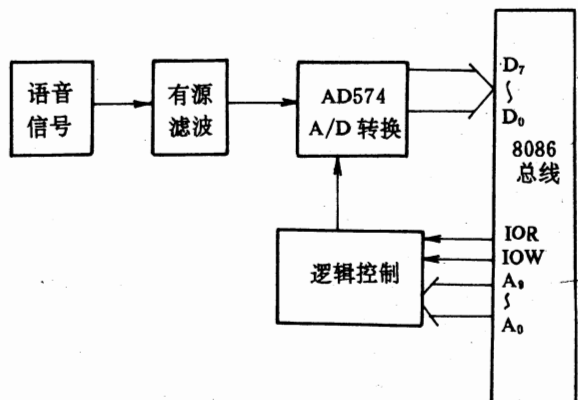 语音
信号
有源
滤波
AD574
A/D 转换
D₇
∼
D₀
8086
总线
逻辑控制
IOR
IOW
A₉
∼
A₀